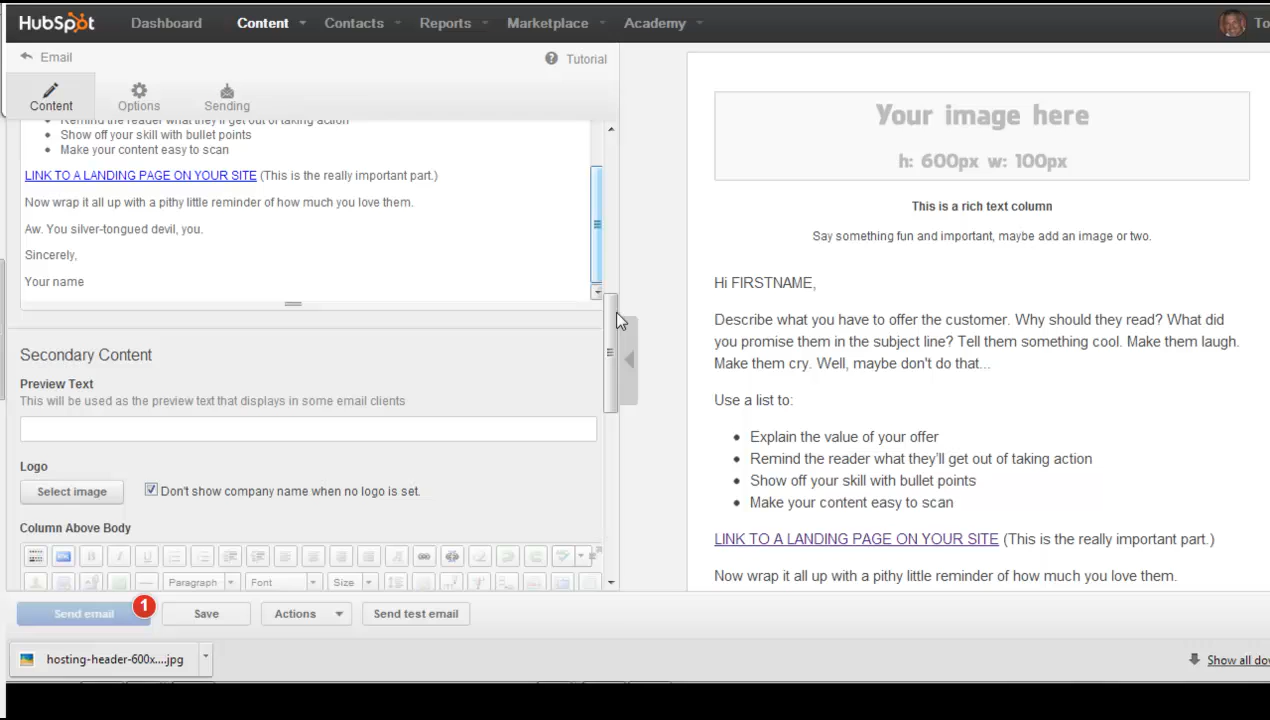 HubSpot Dashboard Content Contacts Reports Marketplace Academy To
Email
Tutorial
Content Options Sending
Remind the reader what they'll get out of taking action
Show off your skill with bullet points
Make your content easy to scan
LINK TO A LANDING PAGE ON YOUR SITE (This is the really important part.)
Now wrap it all up with a pithy little reminder of how much you love them.
Aw. You silver-tongued devil, you.
Sincerely,
Your name
Secondary Content
Preview Text
This will be used as the preview text that displays in some email clients
Logo
Select image
Don't show company name when no logo is set.
Column Above Body
B I U
Paragraph Font Size
Send email 1 Save Actions Send test email
Your image here
h: 600px w: 100px
This is a rich text column
Say something fun and important, maybe add an image or two.
Hi FIRSTNAME,
Describe what you have to offer the customer. Why should they read? What did
you promise them in the subject line? Tell them something cool. Make them laugh.
Make them cry. Well, maybe don't do that...
Use a list to:
Explain the value of your offer
Remind the reader what they'll get out of taking action
Show off your skill with bullet points
Make your content easy to scan
LINK TO A LANDING PAGE ON YOUR SITE (This is the really important part.)
Now wrap it all up with a pithy little reminder of how much you love them.
hosting-header-600x....jpg
Show all do